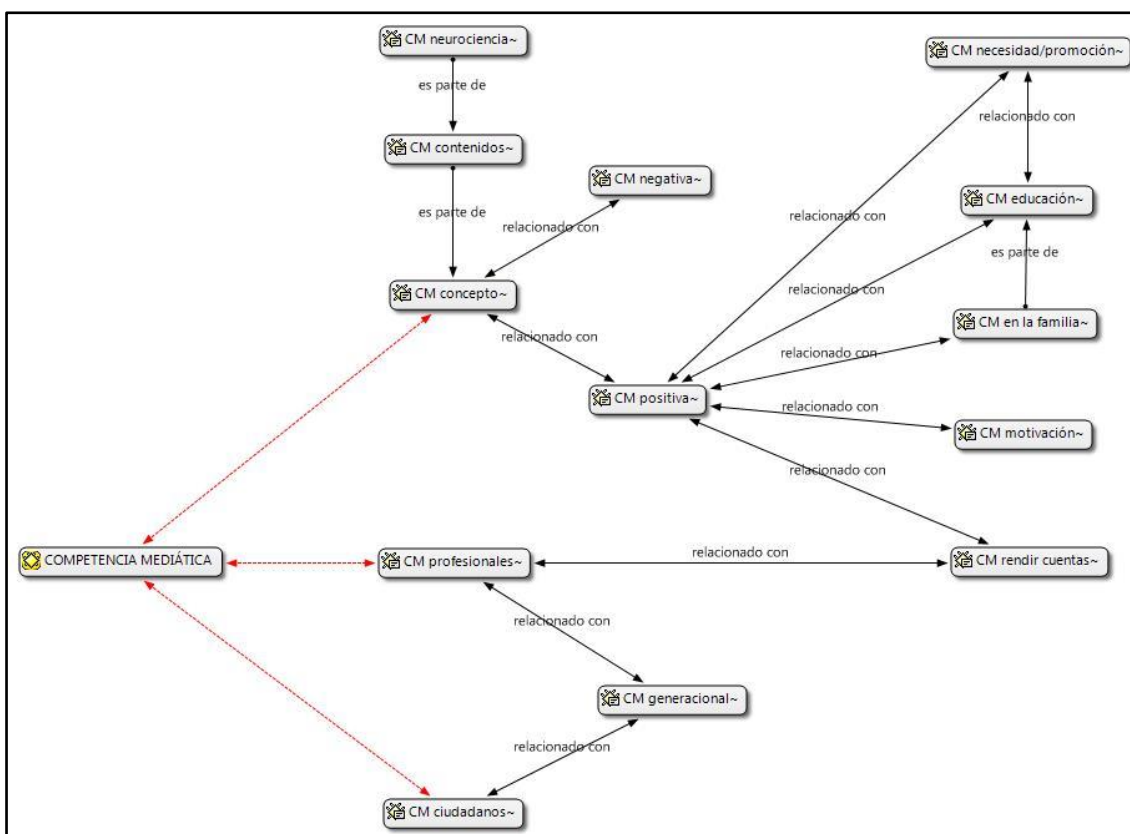 CM neurociencia~
CM necesidad/promoción~
es parte de
relacionado con
CM contenidos~
CM negativa~
CM educación~
es parte de
relacionado con
relacionado con
es parte de
relacionado con
CM concepto~
CM en la familia~
relacionado con
relacionado con
CM positiva~
relacionado con
CM motivación~
relacionado con
COMPETENCIA MEDIÁTICA
CM profesionales~
relacionado con
CM rendir cuentas~
relacionado con
CM generacional~
relacionado con
CM ciudadanos~